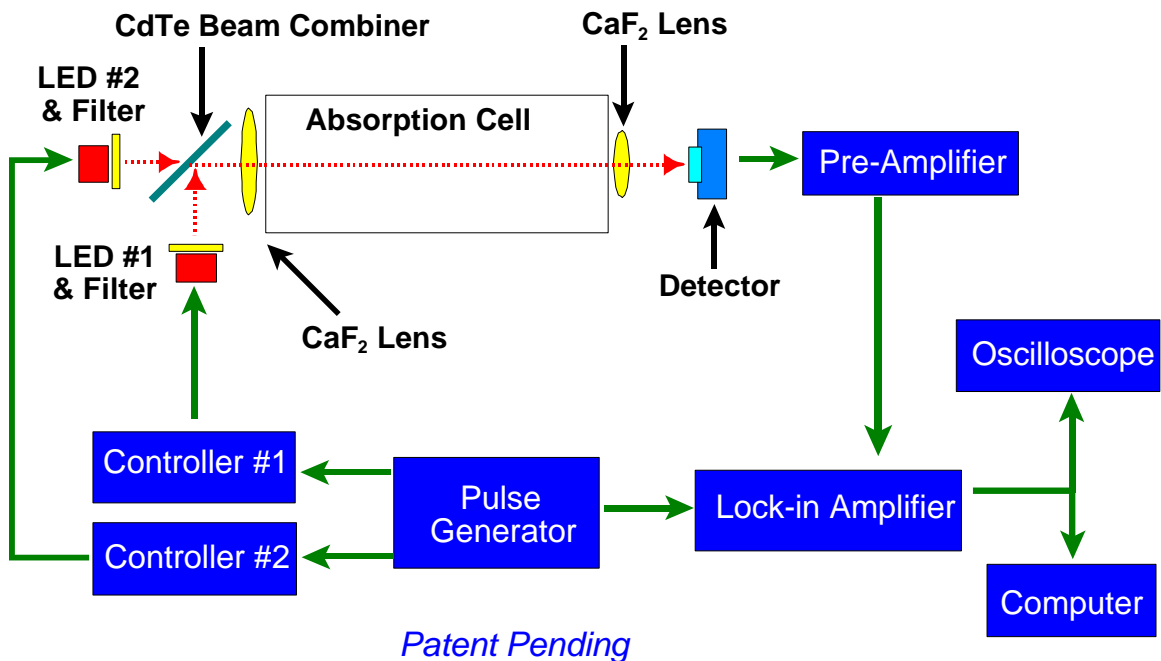 CdTe Beam Combiner
CaF₂ Lens
LED #2
& Filter
Absorption Cell
Pre-Amplifier
LED #1
& Filter
Detector
CaF₂ Lens
Oscilloscope
Controller #1
Pulse
Generator
Lock-in Amplifier
Controller #2
Computer
Patent Pending